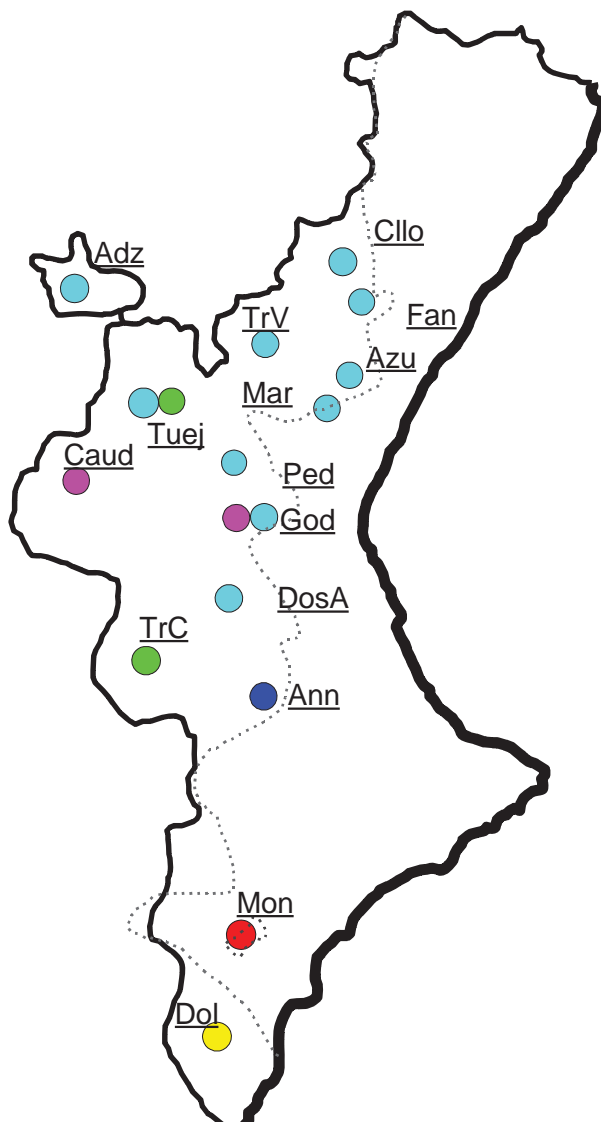 Cllo
Adz
Fan
TrV
Azu
Mar
Tuej
Caud
Ped
God
DosA
TrC
Ann
Mon
Dol